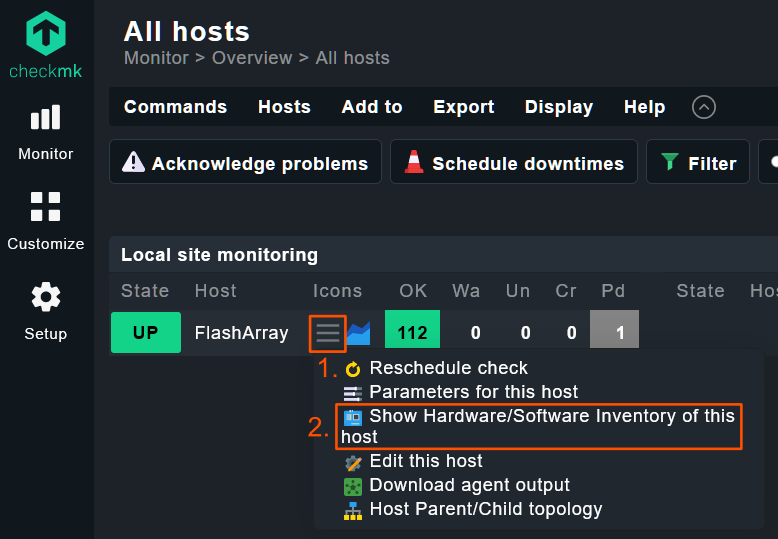 All hosts
Monitor > Overview > All hosts
checkmk
Commands Hosts Add to Export Display Help
Monitor
Acknowledge problems Schedule downtimes Filter
Customize
Local site monitoring
State Host Icons OK Wa Un Cr Pd State
Setup
UP FlashArray 112 0 0 0 1
1. Reschedule check
Parameters for this host
2. Show Hardware/Software Inventory of this
host
Edit this host
Download agent output
Host Parent/Child topology